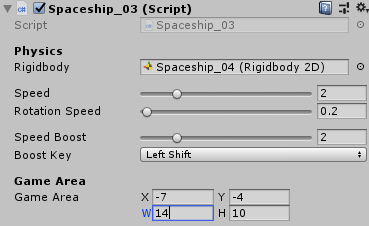 Spaceship_03 (Script)
Script Spaceship_03
Physics
Rigidbody Spaceship_04 (Rigidbody 2D)
Speed 2
Rotation Speed 0.2
Speed Boost 2
Boost Key Left Shift
Game Area
Game Area X -7 Y -4
W 14 H 10